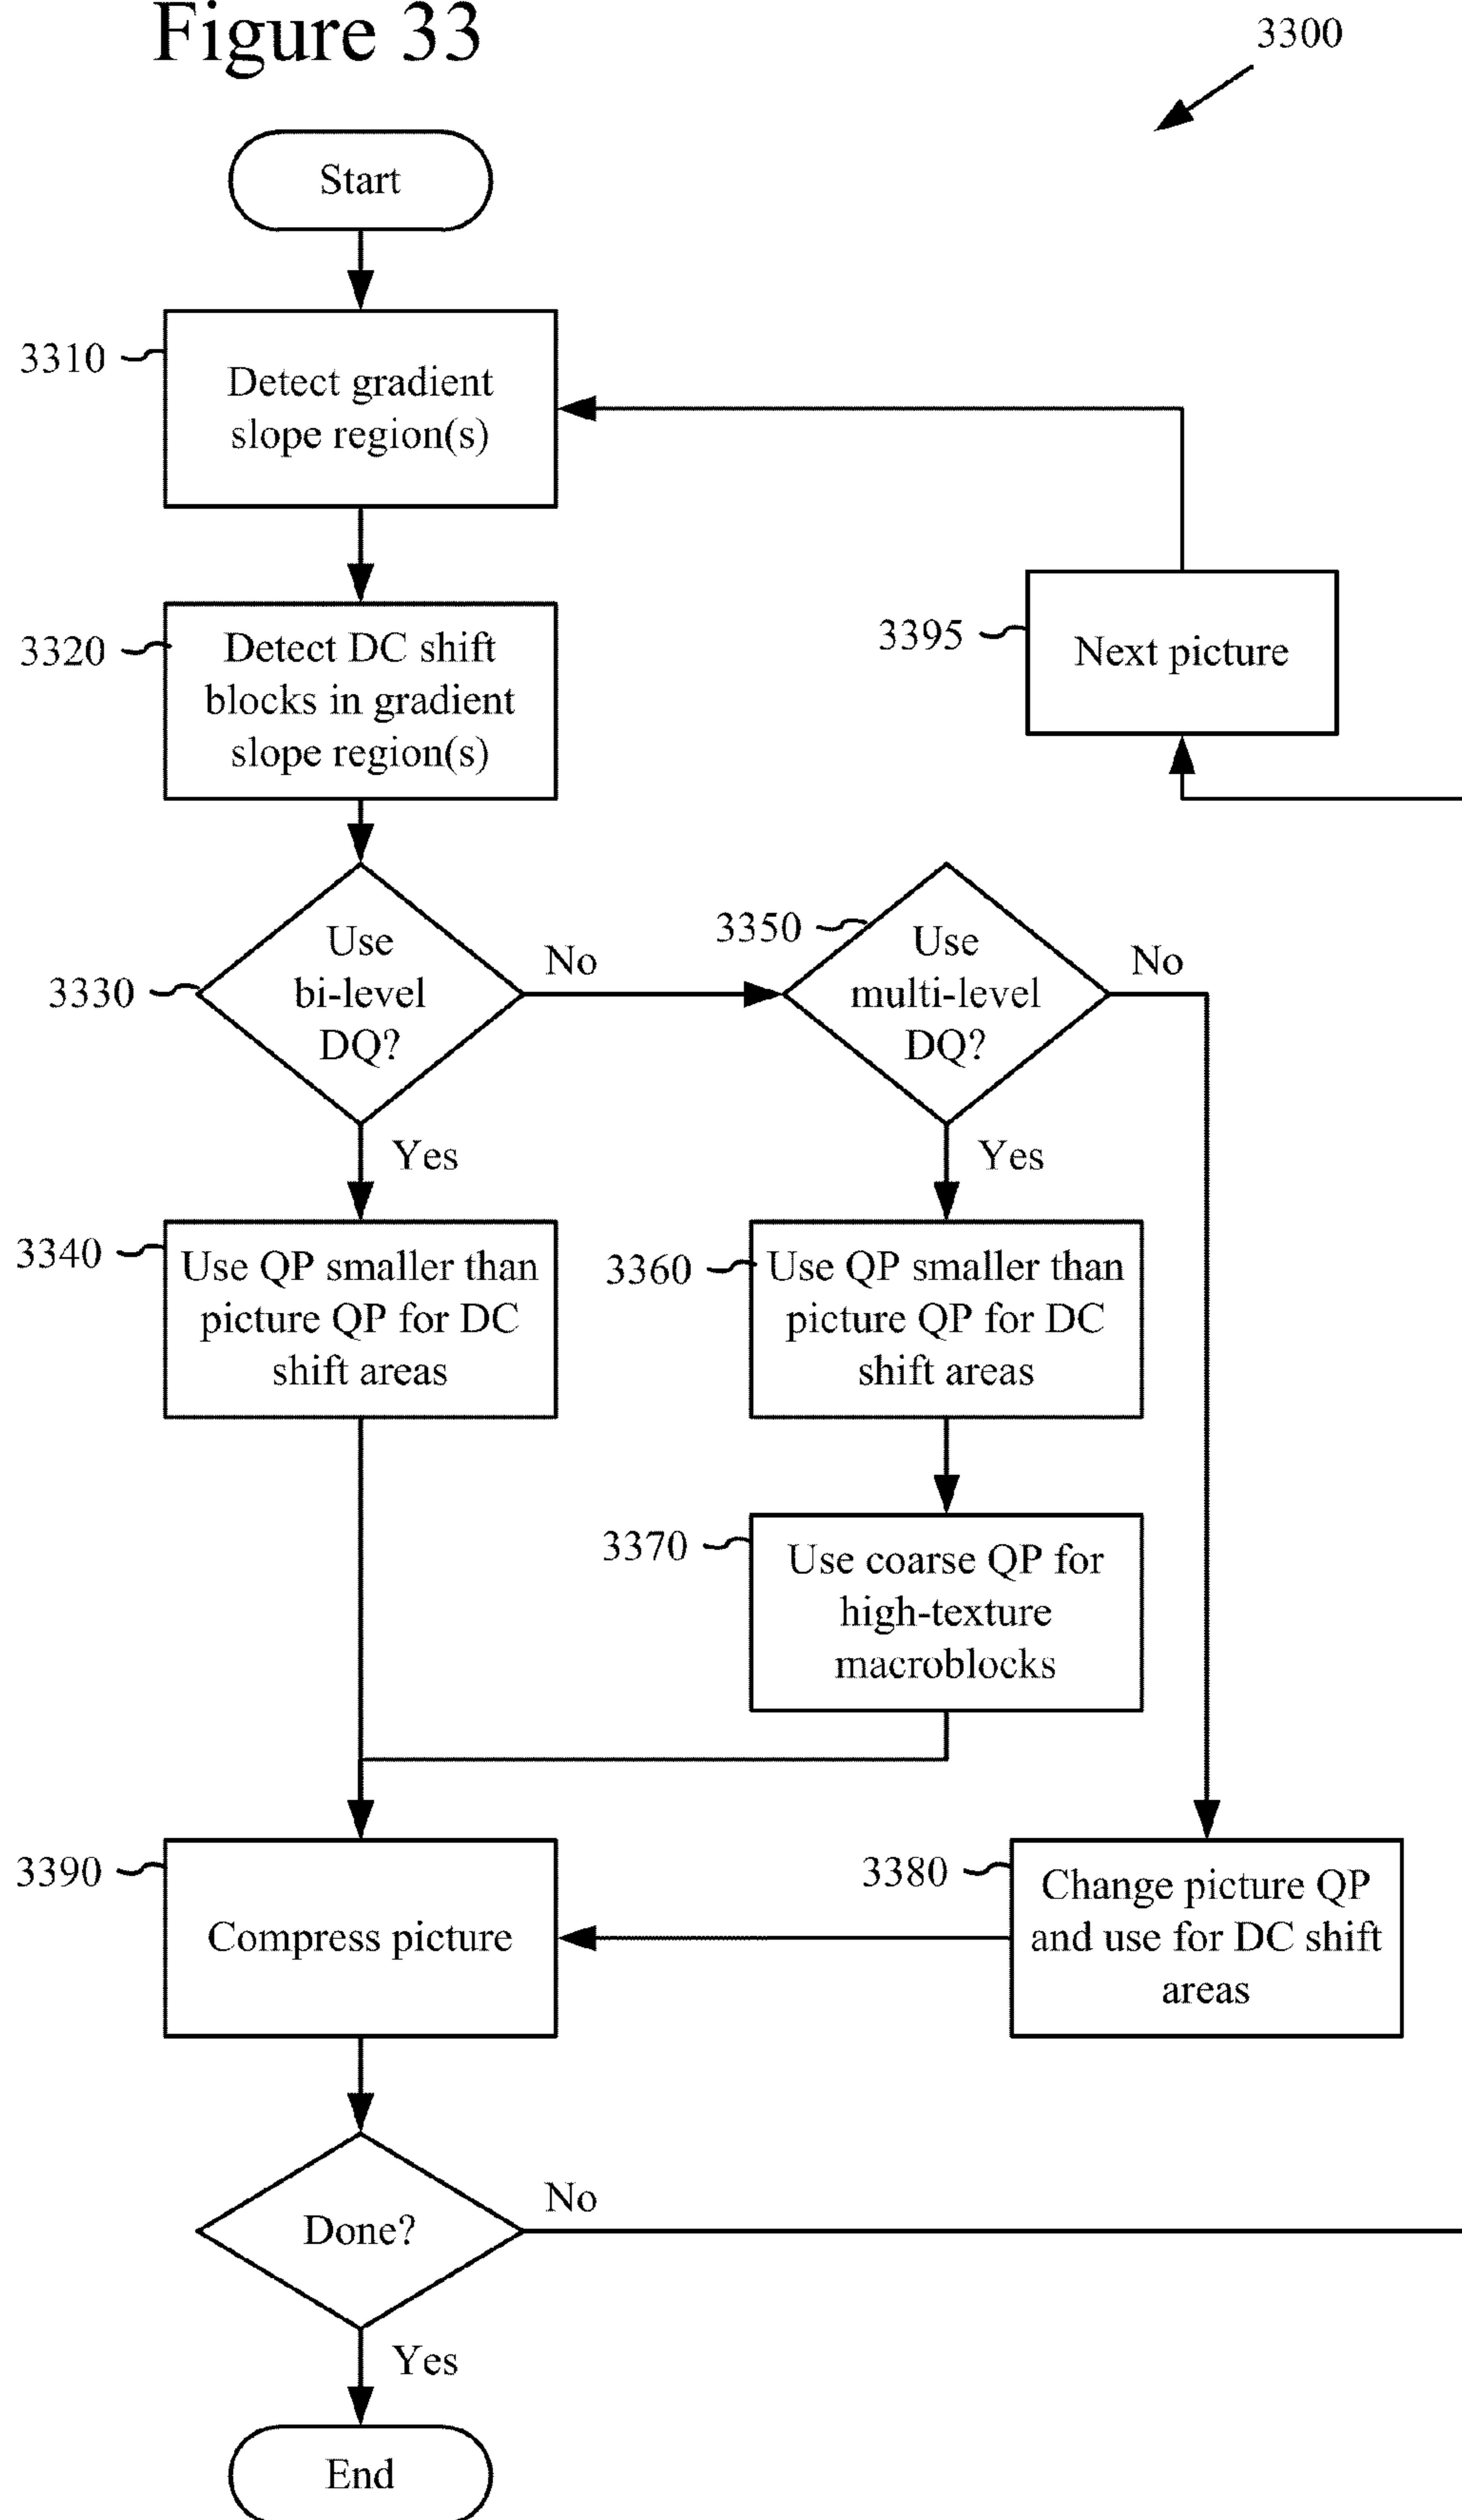 Figure 33
3300
Start
3310
Detect gradient
slope region(s)
3320
Detect DC shift
blocks in gradient
slope region(s)
3395
Next picture
3330
Use
bi-level
DQ?
No
3350
Use
multi-level
DQ?
No
Yes
Yes
3340
Use QP smaller than
picture QP for DC
shift areas
3360
Use QP smaller than
picture QP for DC
shift areas
3370
Use coarse QP for
high-texture
macroblocks
3390
Compress picture
3380
Change picture QP
and use for DC shift
areas
Done?
No
Yes
End